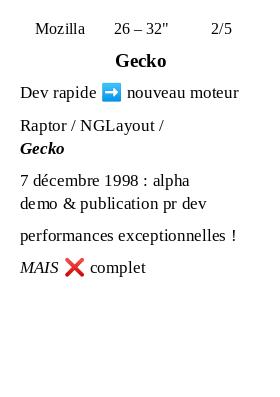 Mozilla 26 – 32" 2/5
Gecko
Dev rapide ➡️ nouveau moteur
Raptor / NGLayout /
Gecko
7 décembre 1998 : alpha
demo & publication pr dev
performances exceptionnelles !
MAIS ❌ complet